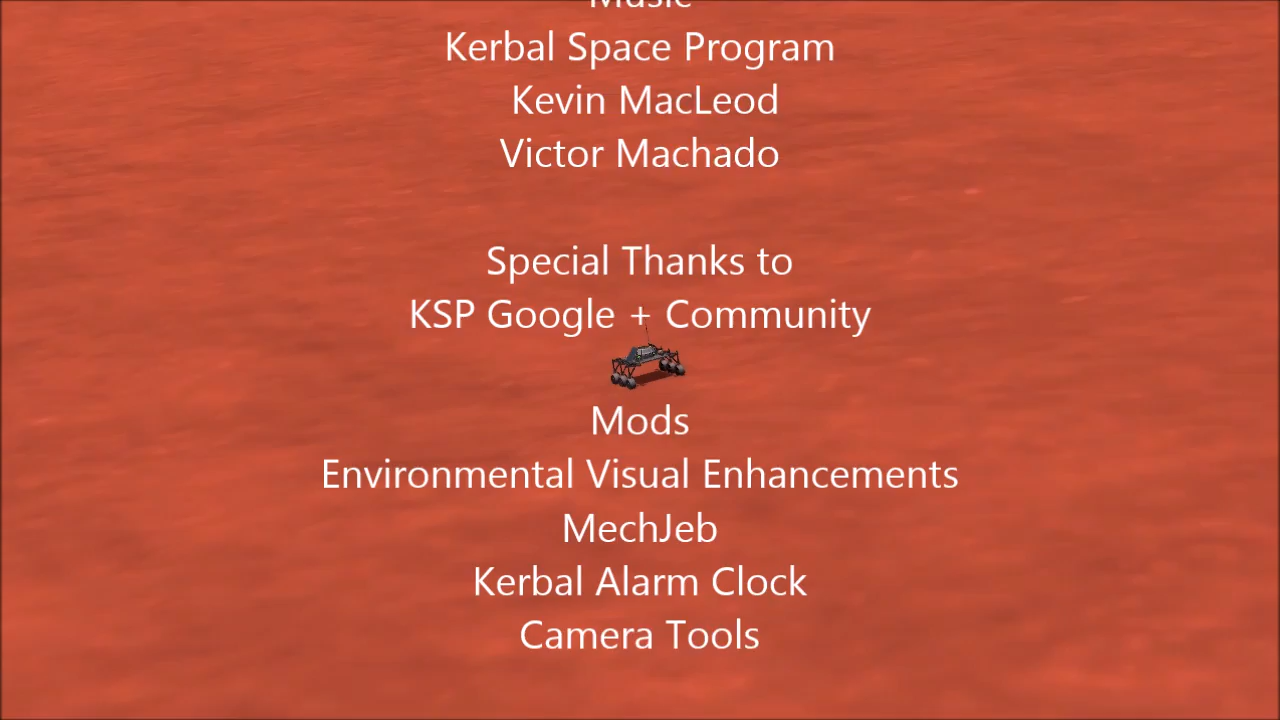 Music
Kerbal Space Program
Kevin MacLeod
Victor Machado
Special Thanks to
KSP Google + Community
Mods
Environmental Visual Enhancements
MechJeb
Kerbal Alarm Clock
Camera Tools